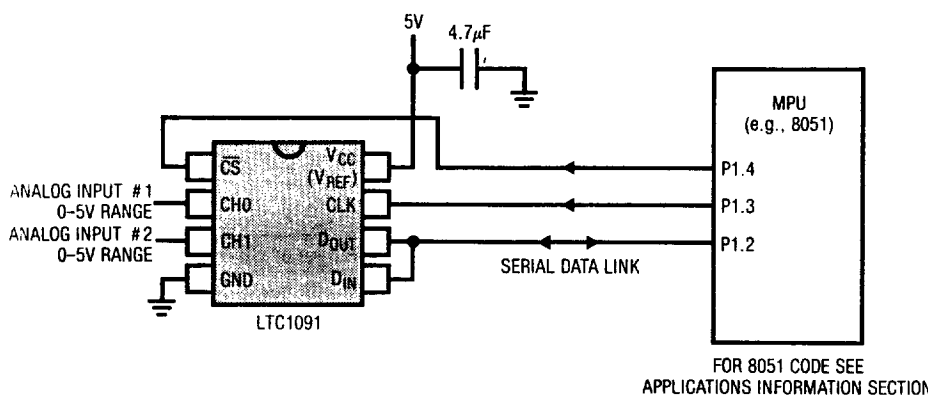 5V
4.7μF
MPU
(e.g., 8051)
C̅S̅
VCC
(VREF)
P1.4
ANALOG INPUT #1
0–5V RANGE
CH0
CLK
P1.3
ANALOG INPUT #2
0–5V RANGE
CH1
DOUT
P1.2
SERIAL DATA LINK
GND
DIN
LTC1091
FOR 8051 CODE SEE
APPLICATIONS INFORMATION SECTION